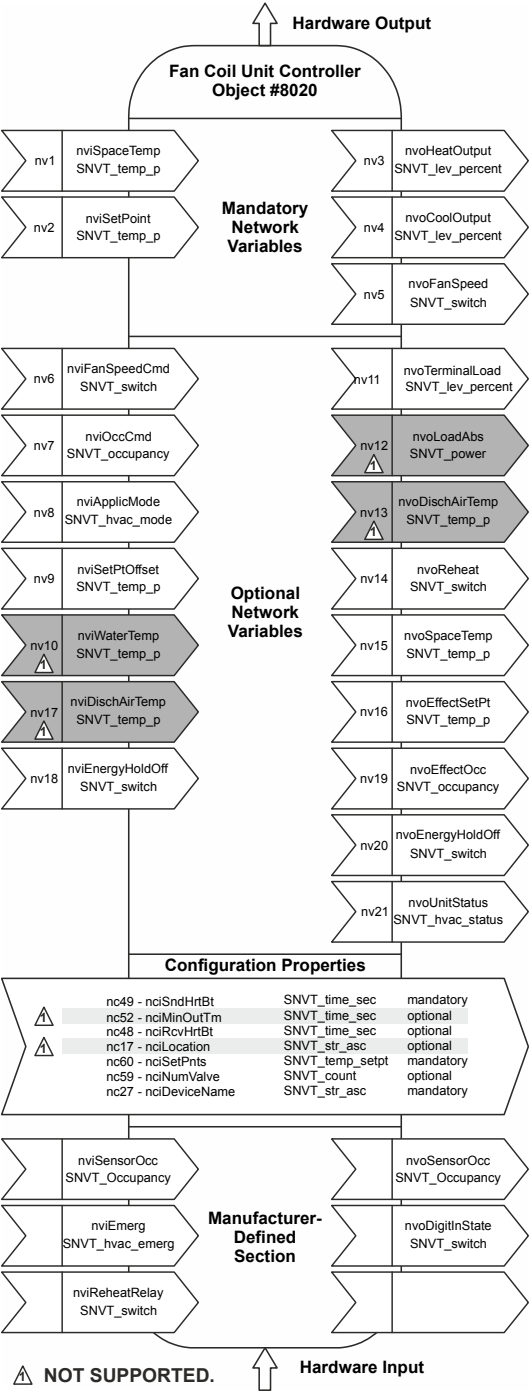 Hardware Output
Fan Coil Unit Controller
Object #8020
nv1
nviSpaceTemp
SNVT_temp_p
nv2
nviSetPoint
SNVT_temp_p
Mandatory
Network
Variables
nv3
nvoHeatOutput
SNVT_lev_percent
nv4
nvoCoolOutput
SNVT_lev_percent
nv5
nvoFanSpeed
SNVT_switch
nv6
nviFanSpeedCmd
SNVT_switch
nv7
nviOccCmd
SNVT_occupancy
nv8
nviApplicMode
SNVT_hvac_mode
nv9
nviSetPtOffset
SNVT_temp_p
nv10
1
nviWaterTemp
SNVT_temp_p
nv17
1
nviDischAirTemp
SNVT_temp_p
nv18
nviEnergyHoldOff
SNVT_switch
Optional
Network
Variables
nv11
nvoTerminalLoad
SNVT_lev_percent
nv12
1
nvoLoadAbs
SNVT_power
nv13
1
nvoDischAirTemp
SNVT_temp_p
nv14
nvoReheat
SNVT_switch
nv15
nvoSpaceTemp
SNVT_temp_p
nv16
nvoEffectSetPt
SNVT_temp_p
nv19
nvoEffectOcc
SNVT_occupancy
nv20
nvoEnergyHoldOff
SNVT_switch
nv21
nvoUnitStatus
SNVT_hvac_status
Configuration Properties
nc49 - nciSndHrtBt SNVT_time_sec mandatory
1 nc52 - nciMinOutTm SNVT_time_sec optional
nc48 - nciRcvHrtBt SNVT_time_sec optional
1 nc17 - nciLocation SNVT_str_asc optional
nc60 - nciSetPnts SNVT_temp_setpt mandatory
nc59 - nciNumValve SNVT_count optional
nc27 - nciDeviceName SNVT_str_asc mandatory
nviSensorOcc
SNVT_Occupancy
nviEmerg
SNVT_hvac_emerg
nviReheatRelay
SNVT_switch
Manufacturer-
Defined
Section
nvoSensorOcc
SNVT_Occupancy
nvoDigitInState
SNVT_switch
1 NOT SUPPORTED.
Hardware Input